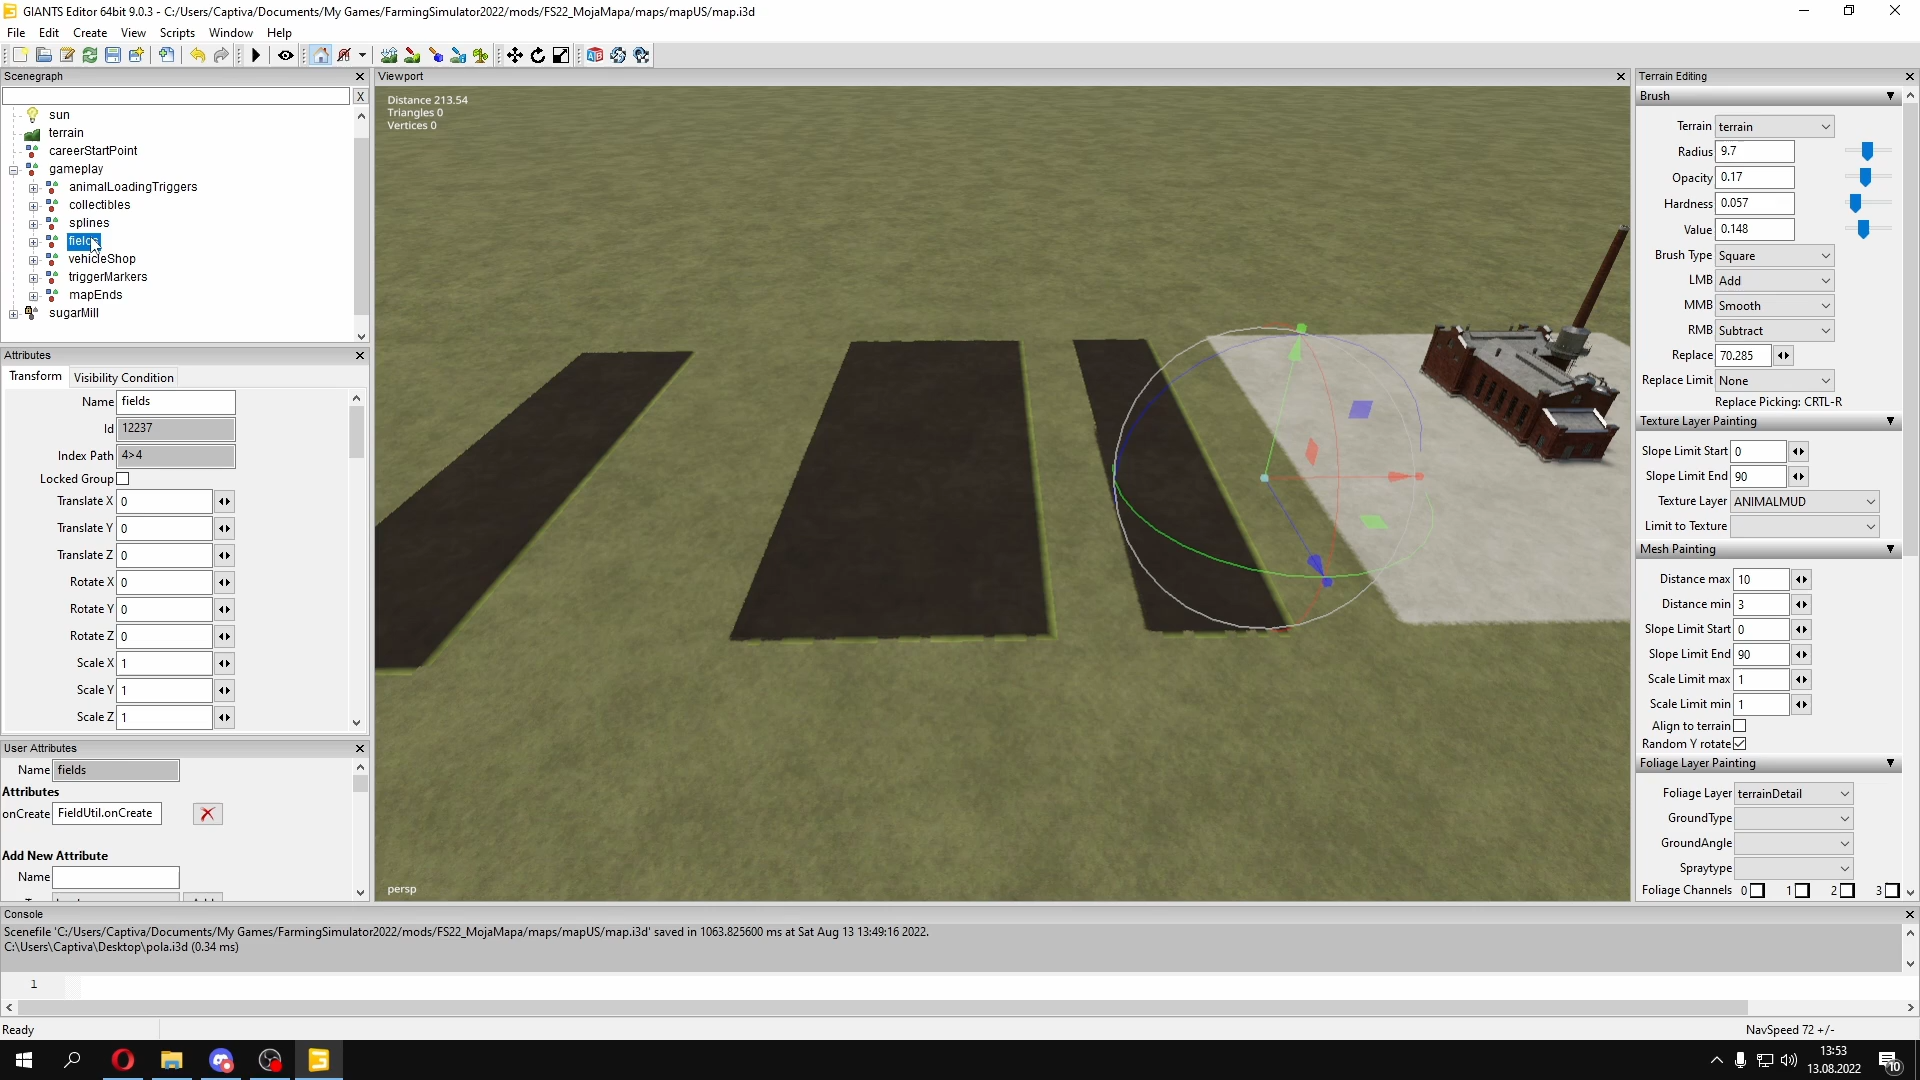 GIANTS Editor 64bit 9.0.3 - C:/Users/Captiva/Documents/My Games/FarmingSimulator2022/mods/FS22_MojaMapa/maps/mapUS/map.i3d
File Edit Create View Scripts Window Help
Scenegraph
X
sun
terrain
careerStartPoint
gameplay
animalLoadingTriggers
collectibles
splines
fields
vehicleShop
triggerMarkers
mapEnds
sugarMill
Attributes
Transform Visibility Condition
Name fields
Id 12237
Index Path 4>4
Locked Group
Translate X 0
Translate Y 0
Translate Z 0
Rotate X 0
Rotate Y 0
Rotate Z 0
Scale X 1
Scale Y 1
Scale Z 1
User Attributes
Name fields
Attributes
onCreate FieldUtil.onCreate
Add New Attribute
Name
Viewport
Distance 213.54
Triangles 0
Vertices 0
persp
Terrain Editing
Brush
Terrain terrain
Radius 9.7
Opacity 0.17
Hardness 0.057
Value 0.148
Brush Type Square
LMB Add
MMB Smooth
RMB Subtract
Replace 70.285
Replace Limit None
Replace Picking: CRTL-R
Texture Layer Painting
Slope Limit Start 0
Slope Limit End 90
Texture Layer ANIMALMUD
Limit to Texture
Mesh Painting
Distance max 10
Distance min 3
Slope Limit Start 0
Slope Limit End 90
Scale Limit max 1
Scale Limit min 1
Align to terrain
Random Y rotate
Foliage Layer Painting
Foliage Layer terrainDetail
GroundType
GroundAngle
Spraytype
Foliage Channels 0 1 2 3
Console
Scenefile 'C:/Users/Captiva/Documents/My Games/FarmingSimulator2022/mods/FS22_MojaMapa/maps/mapUS/map.i3d' saved in 1063.825600 ms at Sat Aug 13 13:49:16 2022.
C:\Users\Captiva\Desktop\pola.i3d (0.34 ms)
1
Ready
NavSpeed 72 +/-
13:53
13.08.2022
10